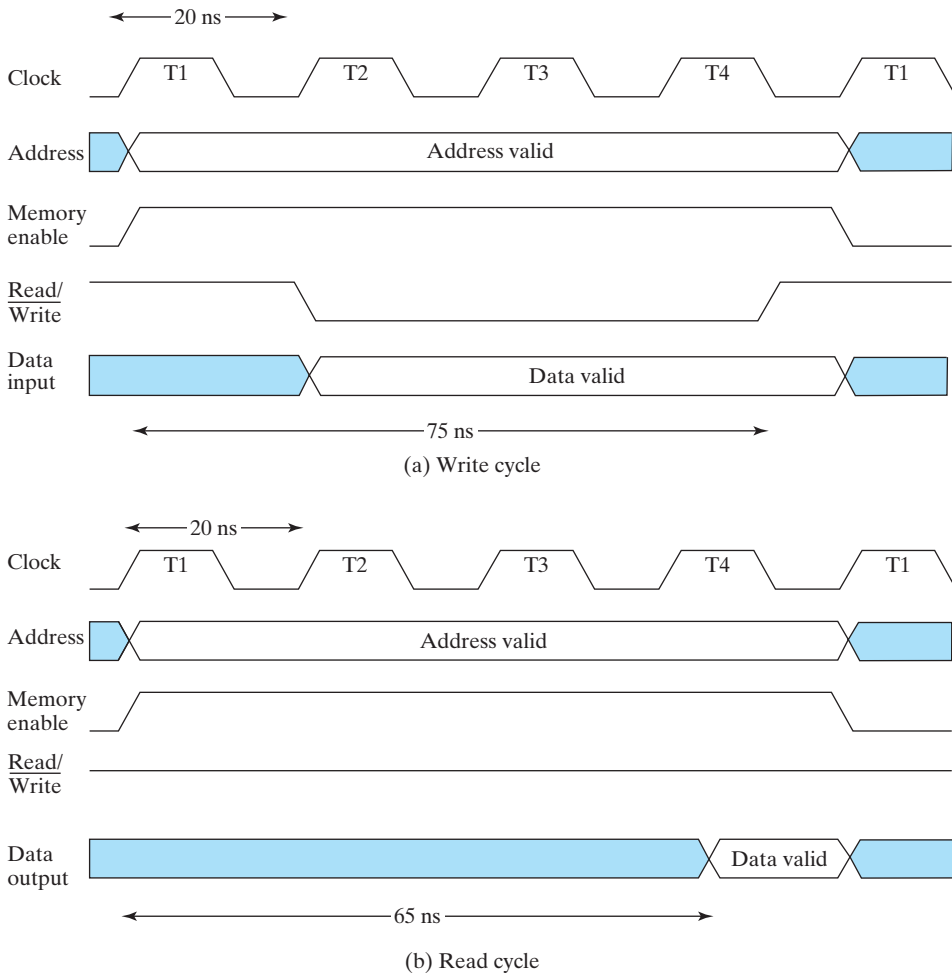 20 ns
Clock T1 T2 T3 T4 T1
Address Address valid
Memory
enable
Read/
Write
Data
input Data valid
75 ns
(a) Write cycle
20 ns
Clock T1 T2 T3 T4 T1
Address Address valid
Memory
enable
Read/
Write
Data
output Data valid
65 ns
(b) Read cycle